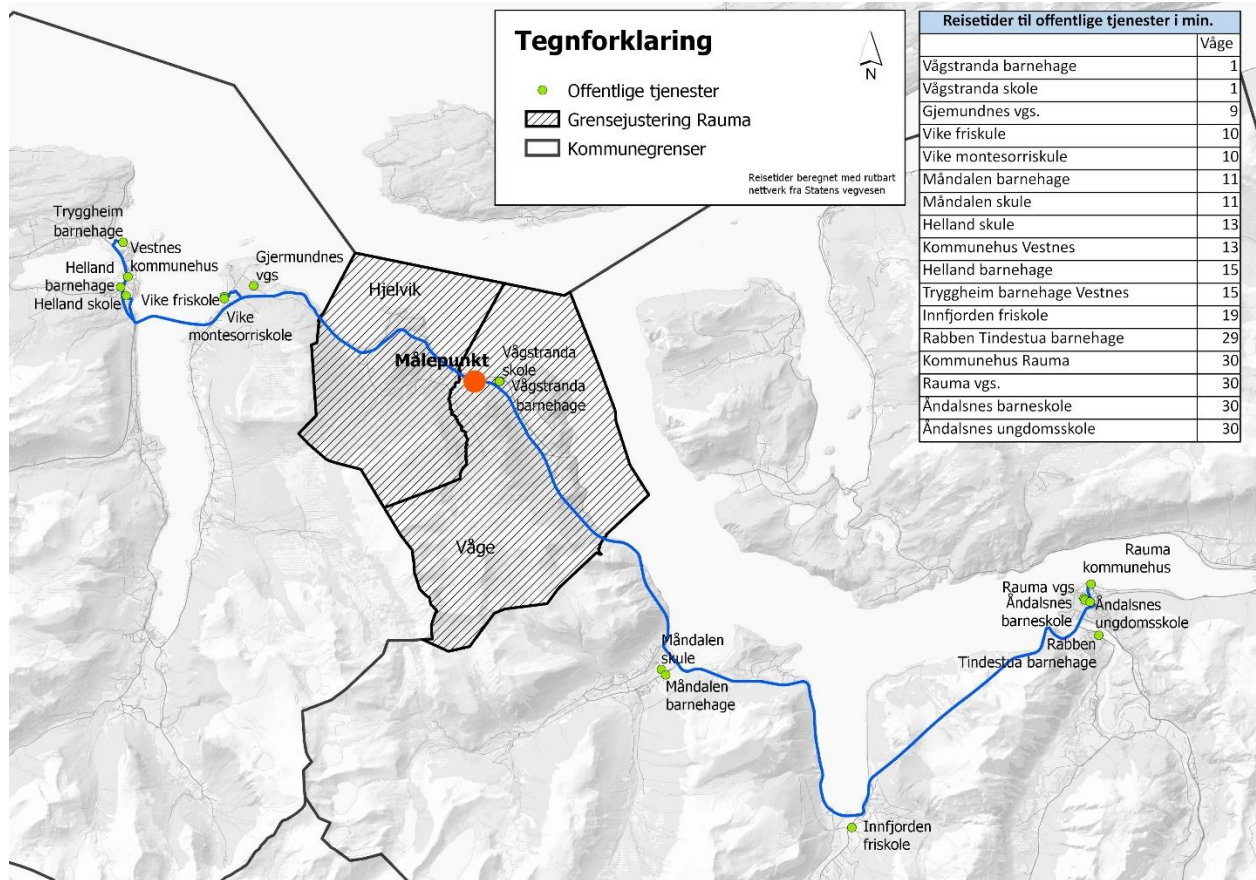 Tegnforklaring
N
Offentlige tjenester
Grensejustering Rauma
Kommunegrenser
Reisetider beregnet med rutbart
nettverk fra Statens vegvesen
Reisetider til offentlige tjenester i min.
Våge
Vågstranda barnehage 1
Vågstranda skole 1
Gjemundnes vgs. 9
Vike friskule 10
Vike montesorriskule 10
Måndalen barnehage 11
Måndalen skule 11
Helland skule 13
Kommunehus Vestnes 13
Helland barnehage 15
Tryggheim barnehage Vestnes 15
Innfjorden friskole 19
Rabben Tindestua barnehage 29
Kommunehus Rauma 30
Rauma vgs. 30
Åndalsnes barneskole 30
Åndalsnes ungdomsskole 30
Tryggheim
barnehage
Vestnes
kommunehus
Helland
barnehage
Helland skole
Gjermundnes
vgs
Vike friskole
Vike
montesorriskole
Hjelvik
Målepunkt
Vågstranda
skole
Vågstranda
barnehage
Våge
Måndalen
skule
Måndalen
barnehage
Innfjorden
friskole
Rauma
kommunehus
Rauma vgs
Åndalsnes
barneskole
Åndalsnes
ungdomsskole
Rabben
Tindestua barnehage